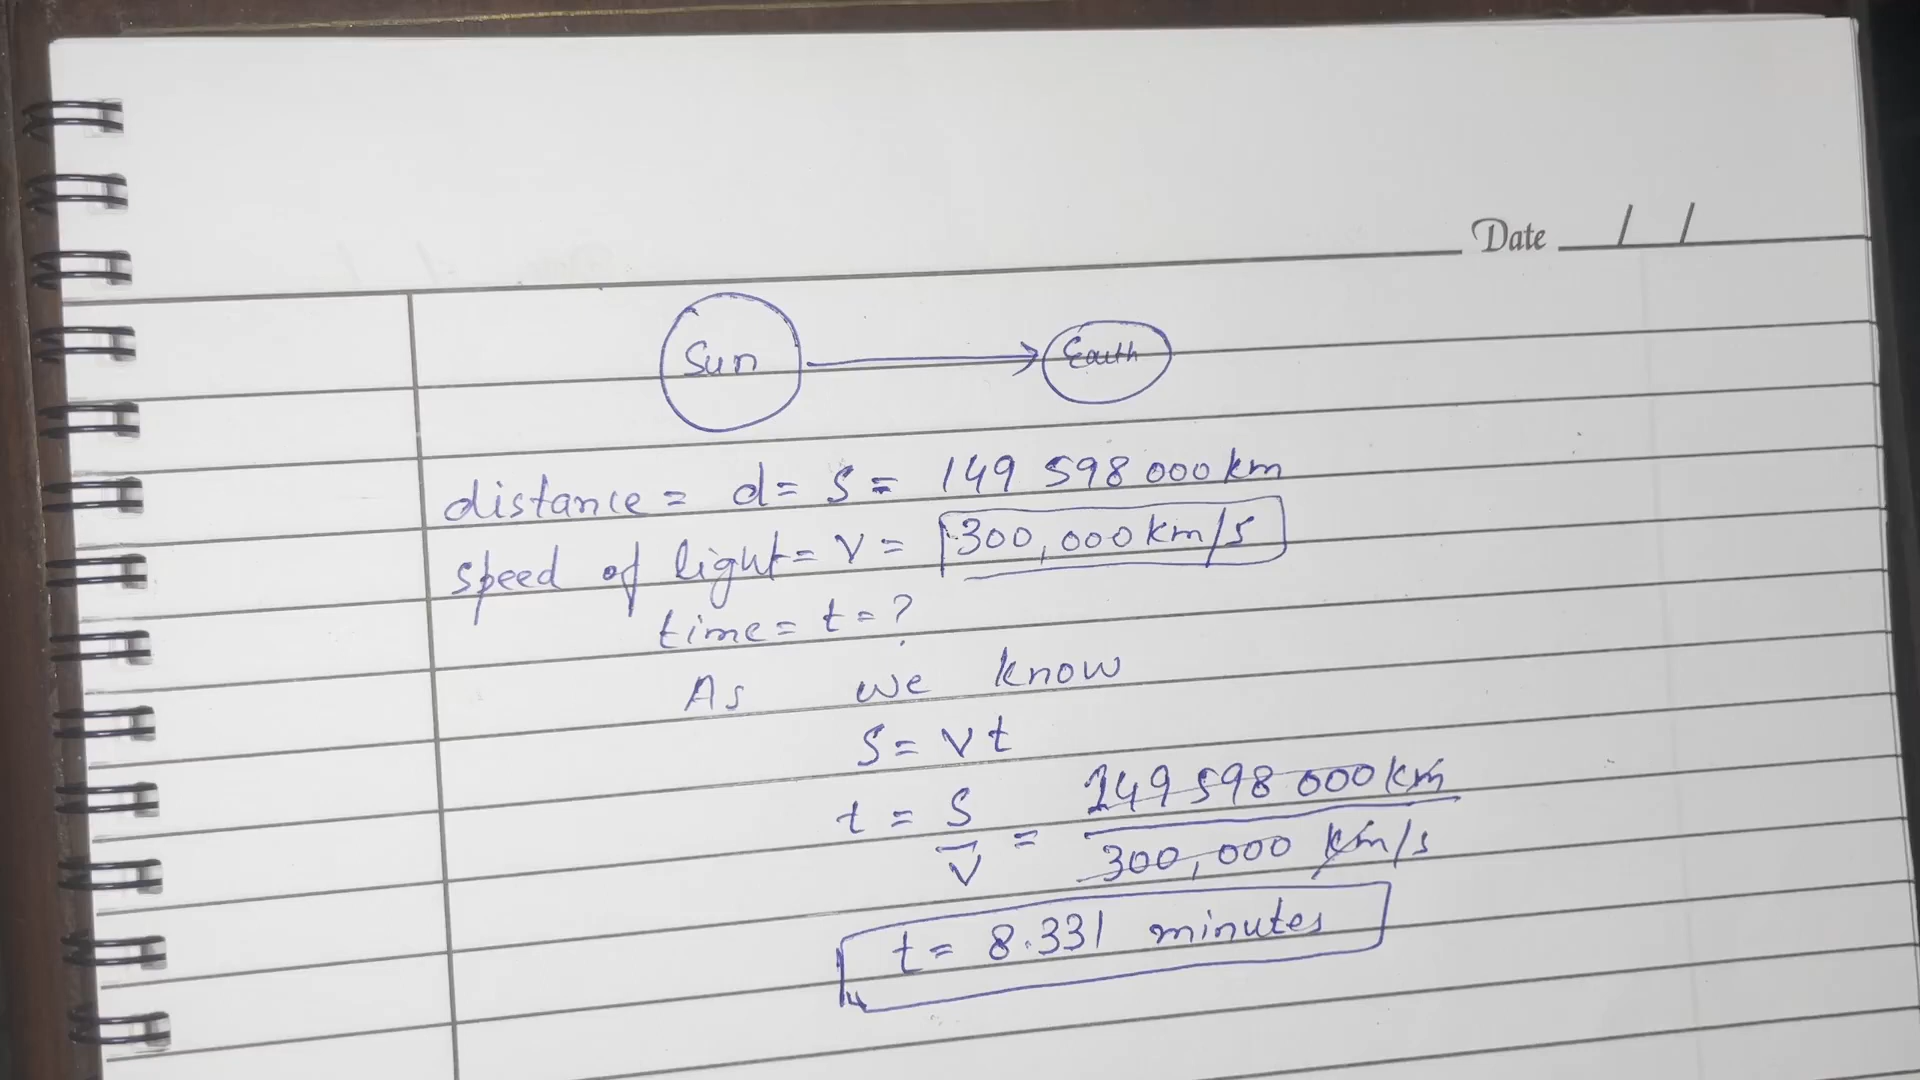 Date / /
Sun Earth
distance = d = S = 149 598 000 km
speed of light = v = 300,000 km/s
time = t = ?
As we know
S = vt
t = S/v = 149 598 000 km / 300,000 km/s
t = 8.331 minutes